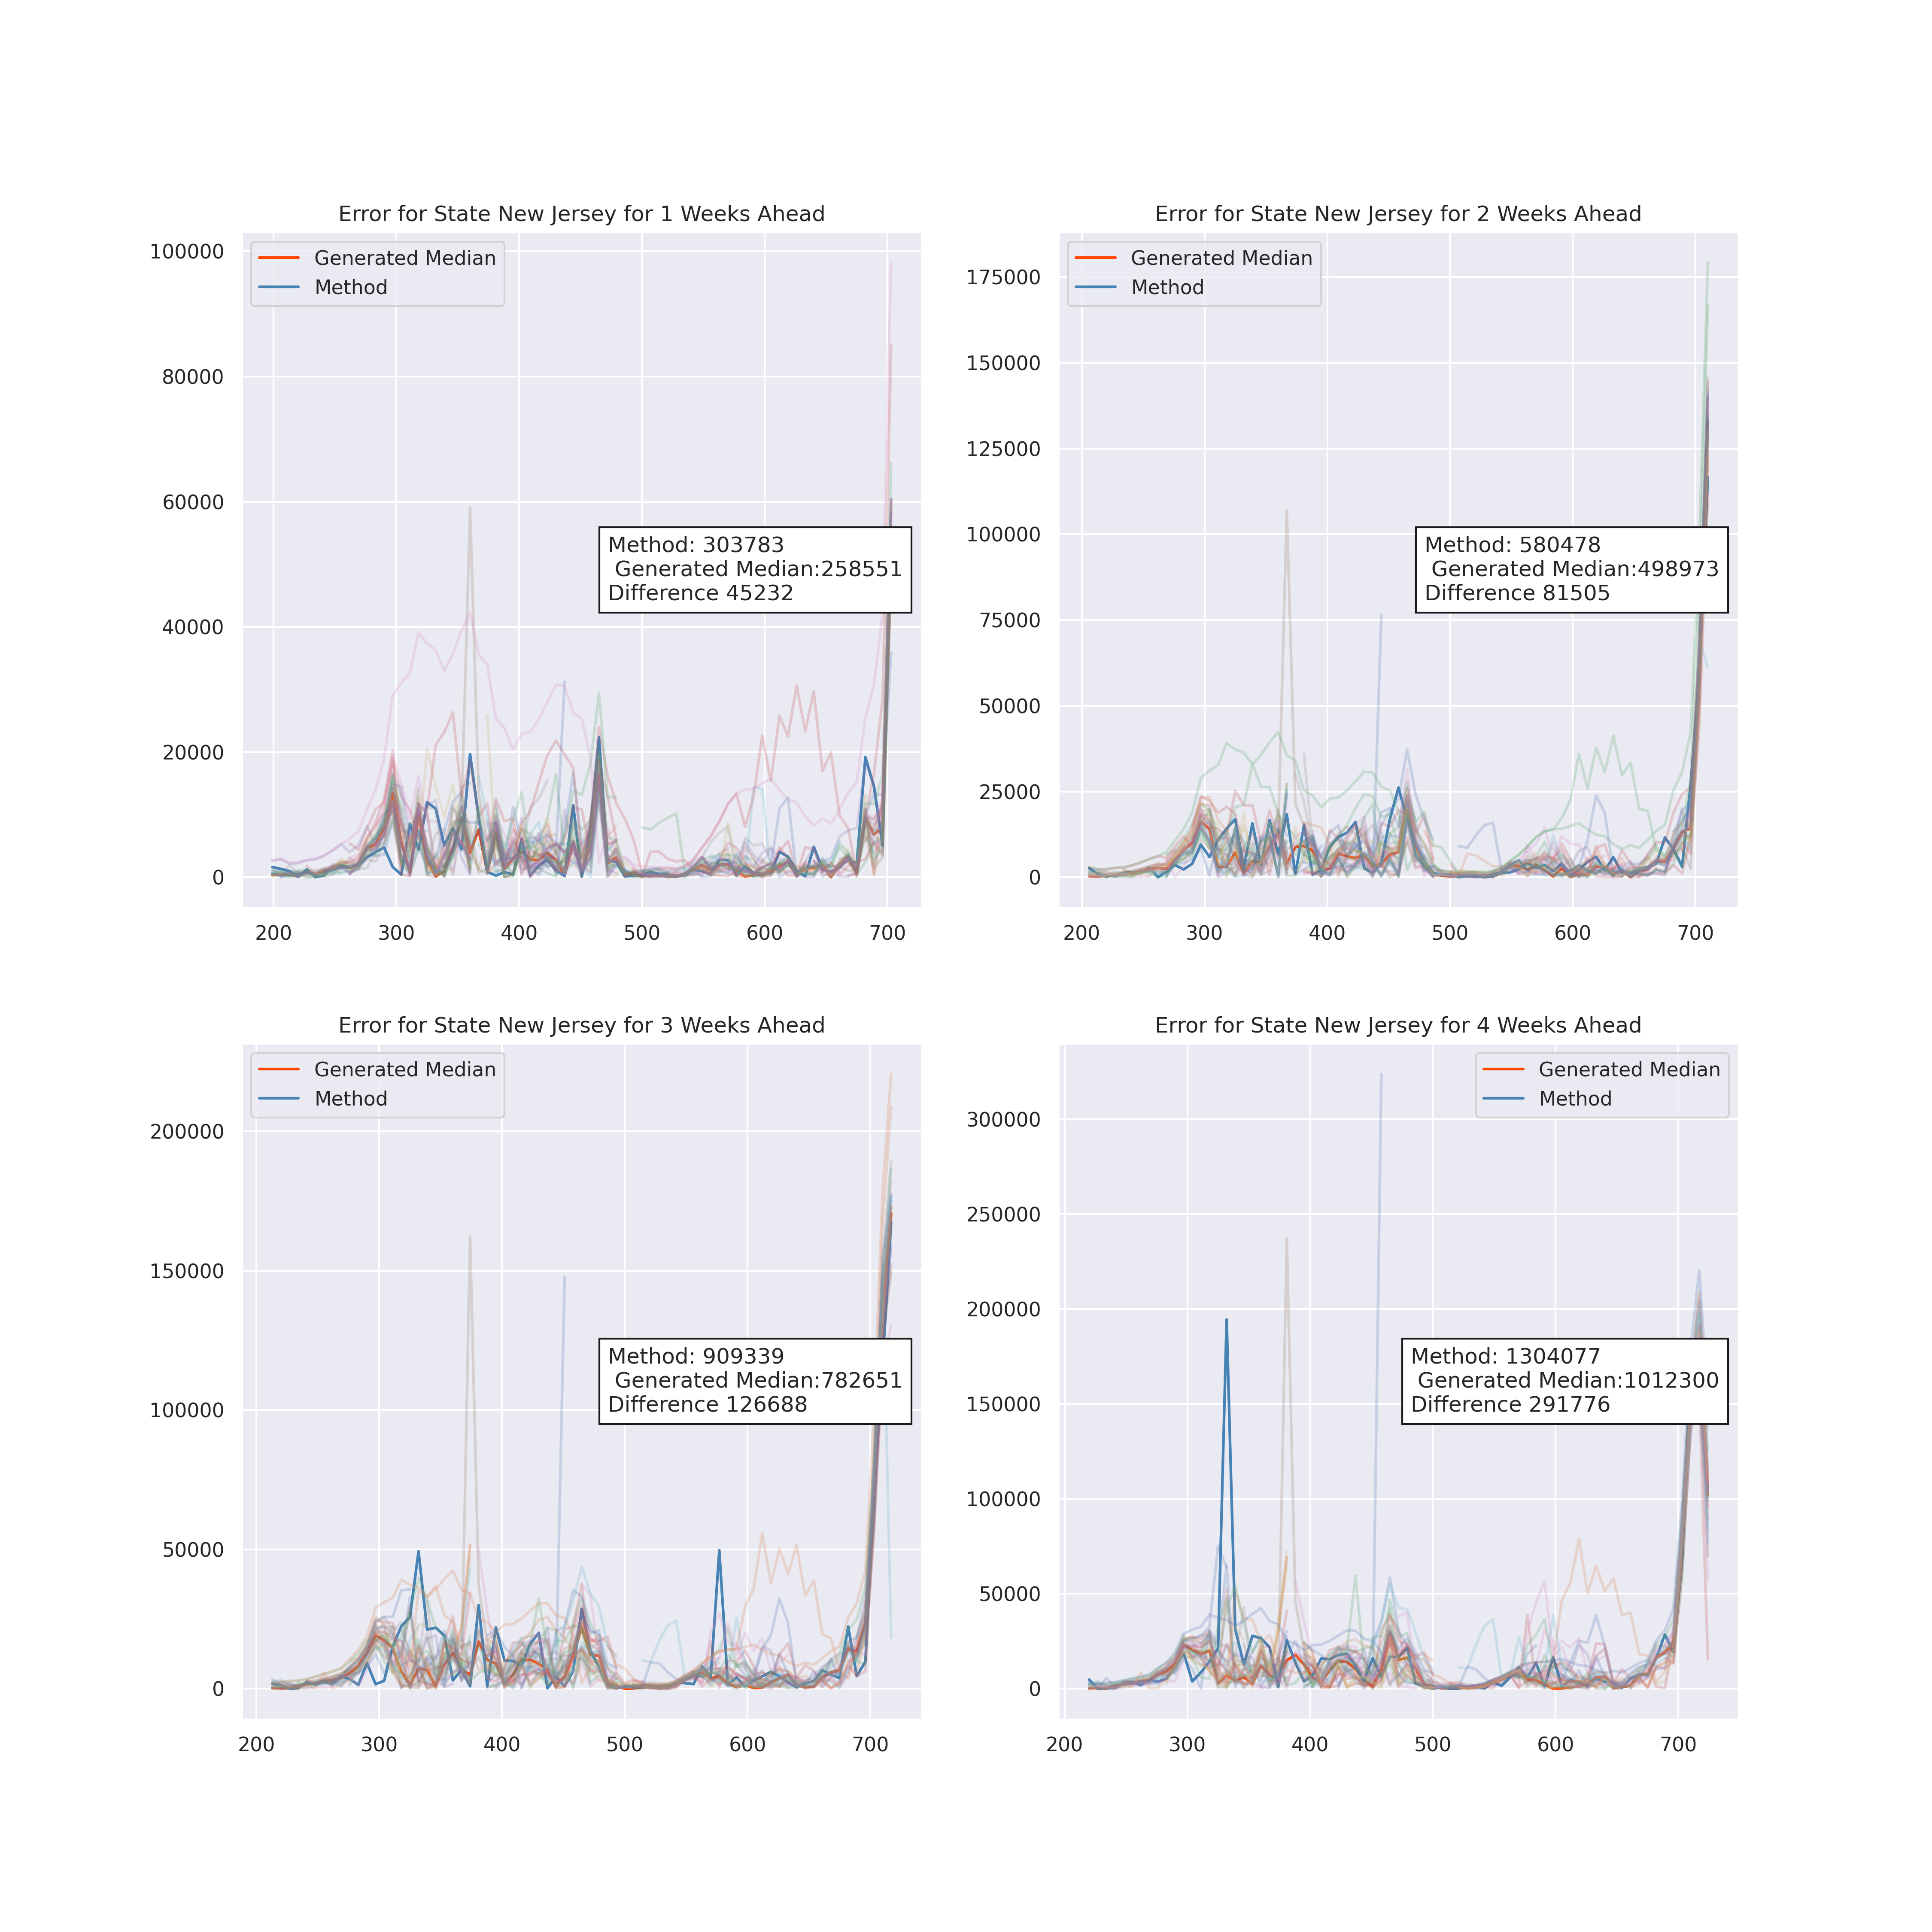 Error for State New Jersey for 1 Weeks Ahead
Generated Median
Method
100000
80000
60000
40000
20000
0
Method: 303783
Generated Median:258551
Difference 45232
200 300 400 500 600 700
Error for State New Jersey for 2 Weeks Ahead
Generated Median
Method
175000
150000
125000
100000
75000
50000
25000
0
Method: 580478
Generated Median:498973
Difference 81505
200 300 400 500 600 700
Error for State New Jersey for 3 Weeks Ahead
Generated Median
Method
200000
150000
100000
50000
0
Method: 909339
Generated Median:782651
Difference 126688
200 300 400 500 600 700
Error for State New Jersey for 4 Weeks Ahead
Generated Median
Method
300000
250000
200000
150000
100000
50000
0
Method: 1304077
Generated Median:1012300
Difference 291776
200 300 400 500 600 700